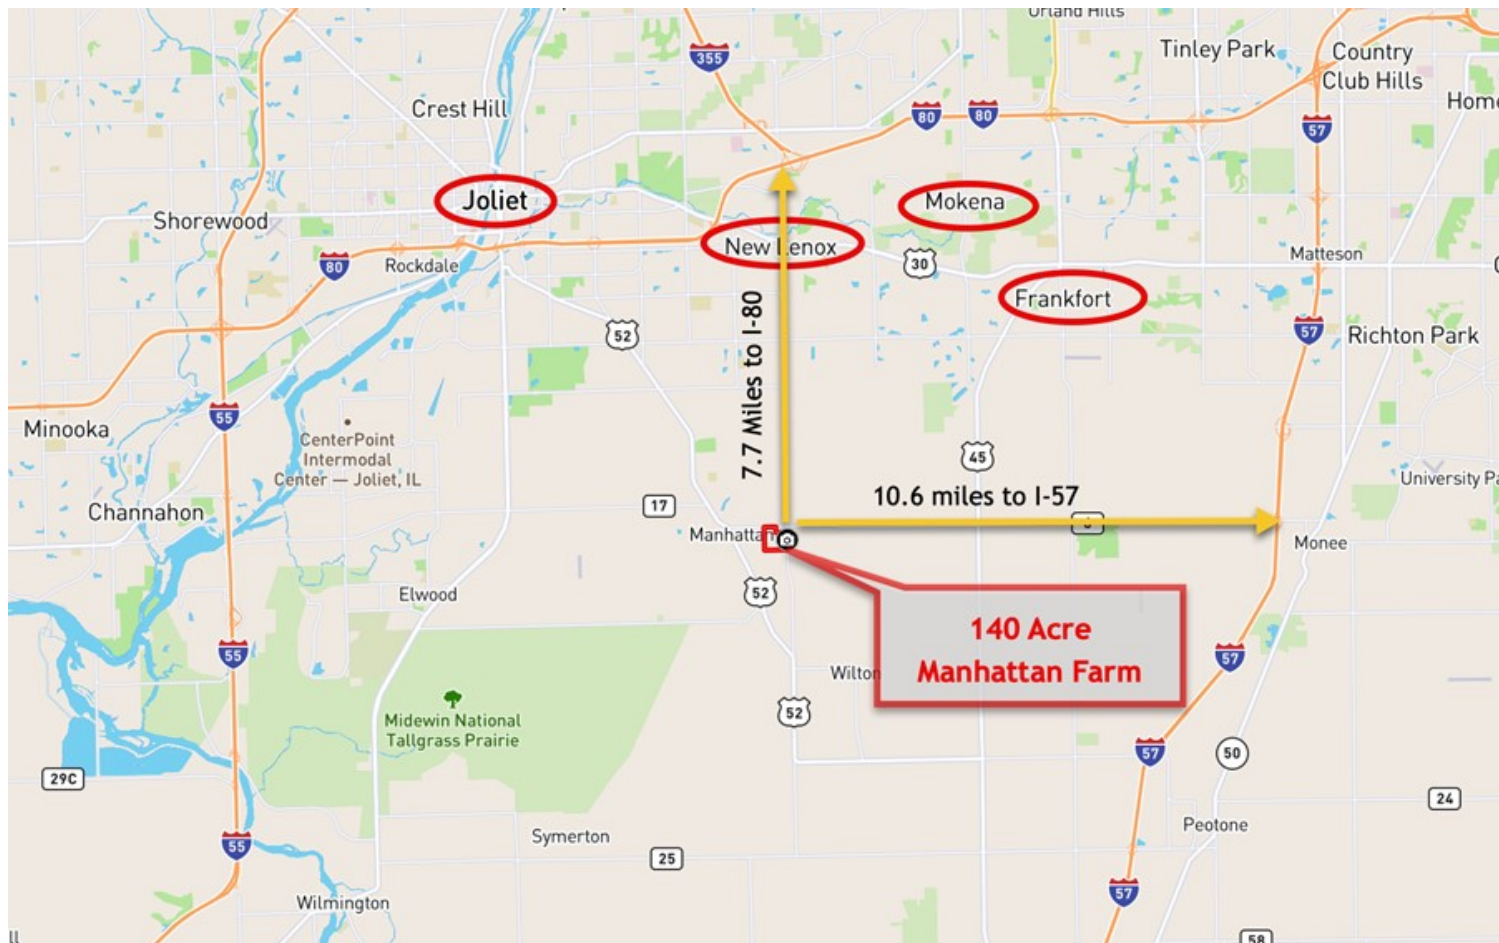 Orland Hills
355
Tinley Park
Country
Club Hills
Crest Hill
80
80
57
Home
Joliet
Mokena
Shorewood
New Lenox
30
Matteson
80
Rockdale
Frankfort
52
57
Richton Park
7.7 Miles to I-80
55
Minooka
CenterPoint
Intermodal
Center — Joliet, IL
45
University Pa
10.6 miles to I-57
17
Channahon
Manhattan
Monee
Elwood
52
140 Acre
Manhattan Farm
55
57
Wilton
Midewin National
Tallgrass Prairie
52
57
50
29C
24
Symerton
Peotone
55
25
57
Wilmington
ll
58